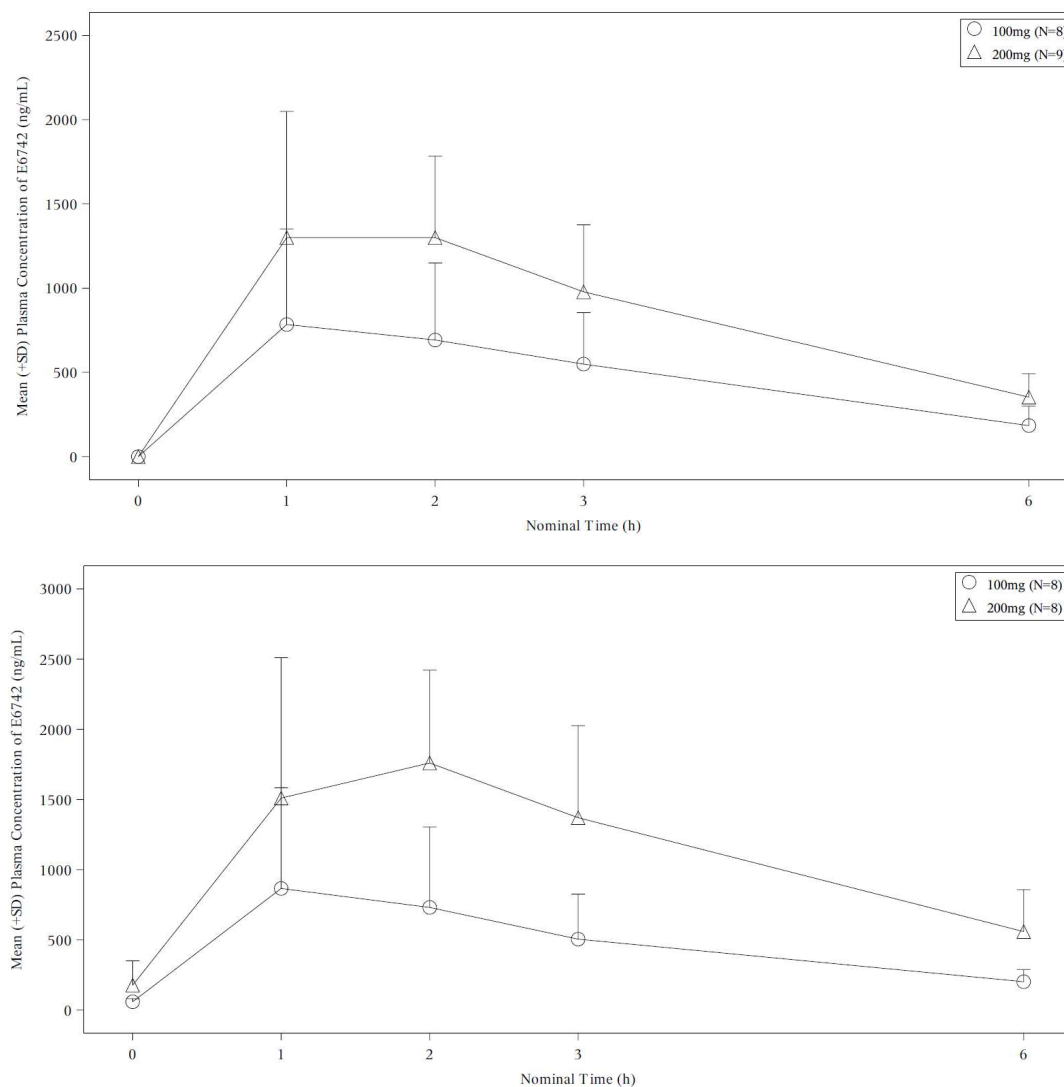 2500
2000
1500
1000
500
0
Mean (+SD) Plasma Concentration of E6742 (ng/mL)
100mg (N=8)
200mg (N=9)
0 1 2 3 6
Nominal Time (h)
3000
2500
2000
1500
1000
500
0
Mean (+SD) Plasma Concentration of E6742 (ng/mL)
100mg (N=8)
200mg (N=8)
0 1 2 3 6
Nominal Time (h)